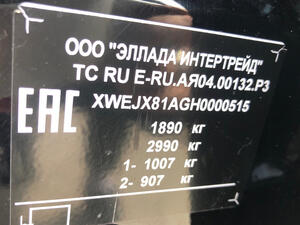 ООО "ЭЛЛАДА ИНТЕРТРЕЙД"
ТС RU E-RU.АЯ04.00132.Р3
XWEJX81AGH0000515
EAC
1890 кг
2990 кг
1- 1007 кг
2- 907 кг